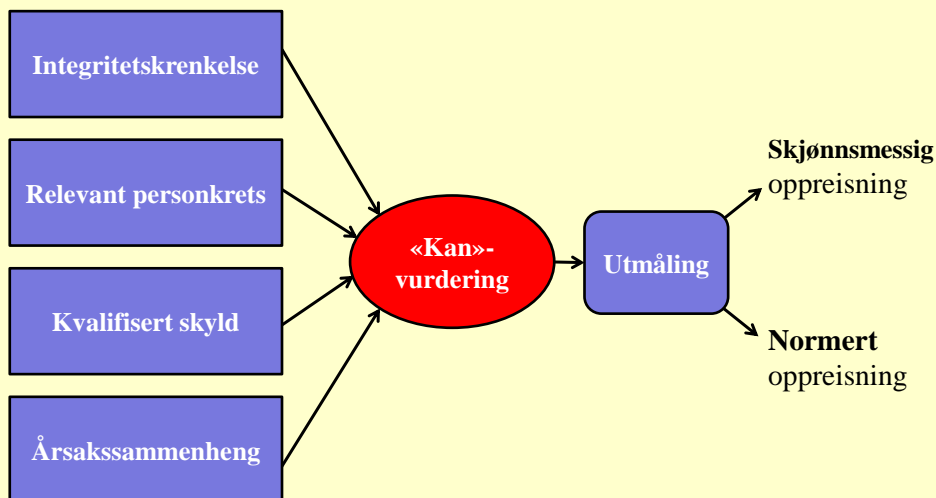 Integritetskrenkelse
Relevant personkrets
Kvalifisert skyld
Årsakssammenheng
«Kan»-
vurdering
Utmåling
Skjønnsmessig
oppreisning
Normert
oppreisning